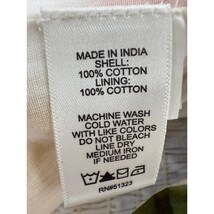 MADE IN INDIA
SHELL:
100% COTTON
LINING:
100% COTTON
MACHINE WASH
COLD WATER
WITH LIKE COLORS
DO NOT BLEACH
LINE DRY
MEDIUM IRON
IF NEEDED
RN#51323